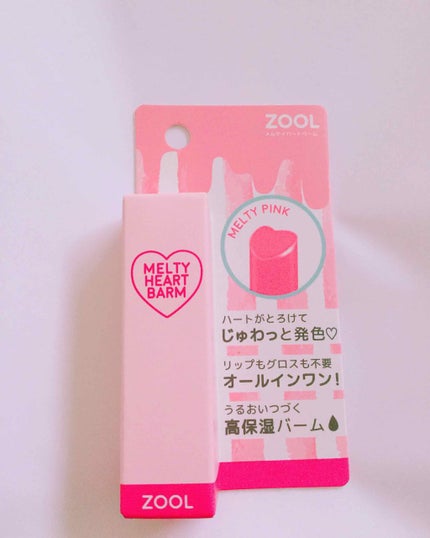 ZOOL
メルティハートバーム
MELTY PINK
ハートがとろけて
じゅわっと発色♡
リップもグロスも不要
オールインワン!
うるおいつづく
高保湿バーム
MELTY
HEART
BARM
ZOOL